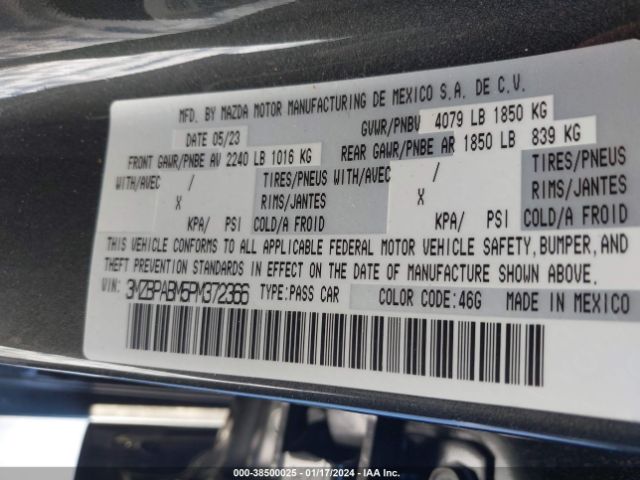 MFD. BY MAZDA MOTOR MANUFACTURING DE MEXICO S.A. DE C.V.
DATE 05/23 GVWR/PNBV 4079 LB 1850 KG
FRONT GAWR/PNBE AV 2240 LB 1016 KG REAR GAWR/PNBE AR 1850 LB 839 KG
WITH/AVEC / TIRES/PNEUS WITH/AVEC / TIRES/PNEUS
X RIMS/JANTES X RIMS/JANTES
KPA/ PSI COLD/A FROID KPA/ PSI COLD/A FROID
THIS VEHICLE CONFORMS TO ALL APPLICABLE FEDERAL MOTOR VEHICLE SAFETY, BUMPER, AND
THEFT PREVENTION STANDARDS IN EFFECT ON THE DATE OF MANUFACTURE SHOWN ABOVE.
VIN: 3MZBPABM5PM372366 TYPE:PASS CAR COLOR CODE:46G MADE IN MEXICO
000-38500025 - 01/17/2024 - IAA Inc.